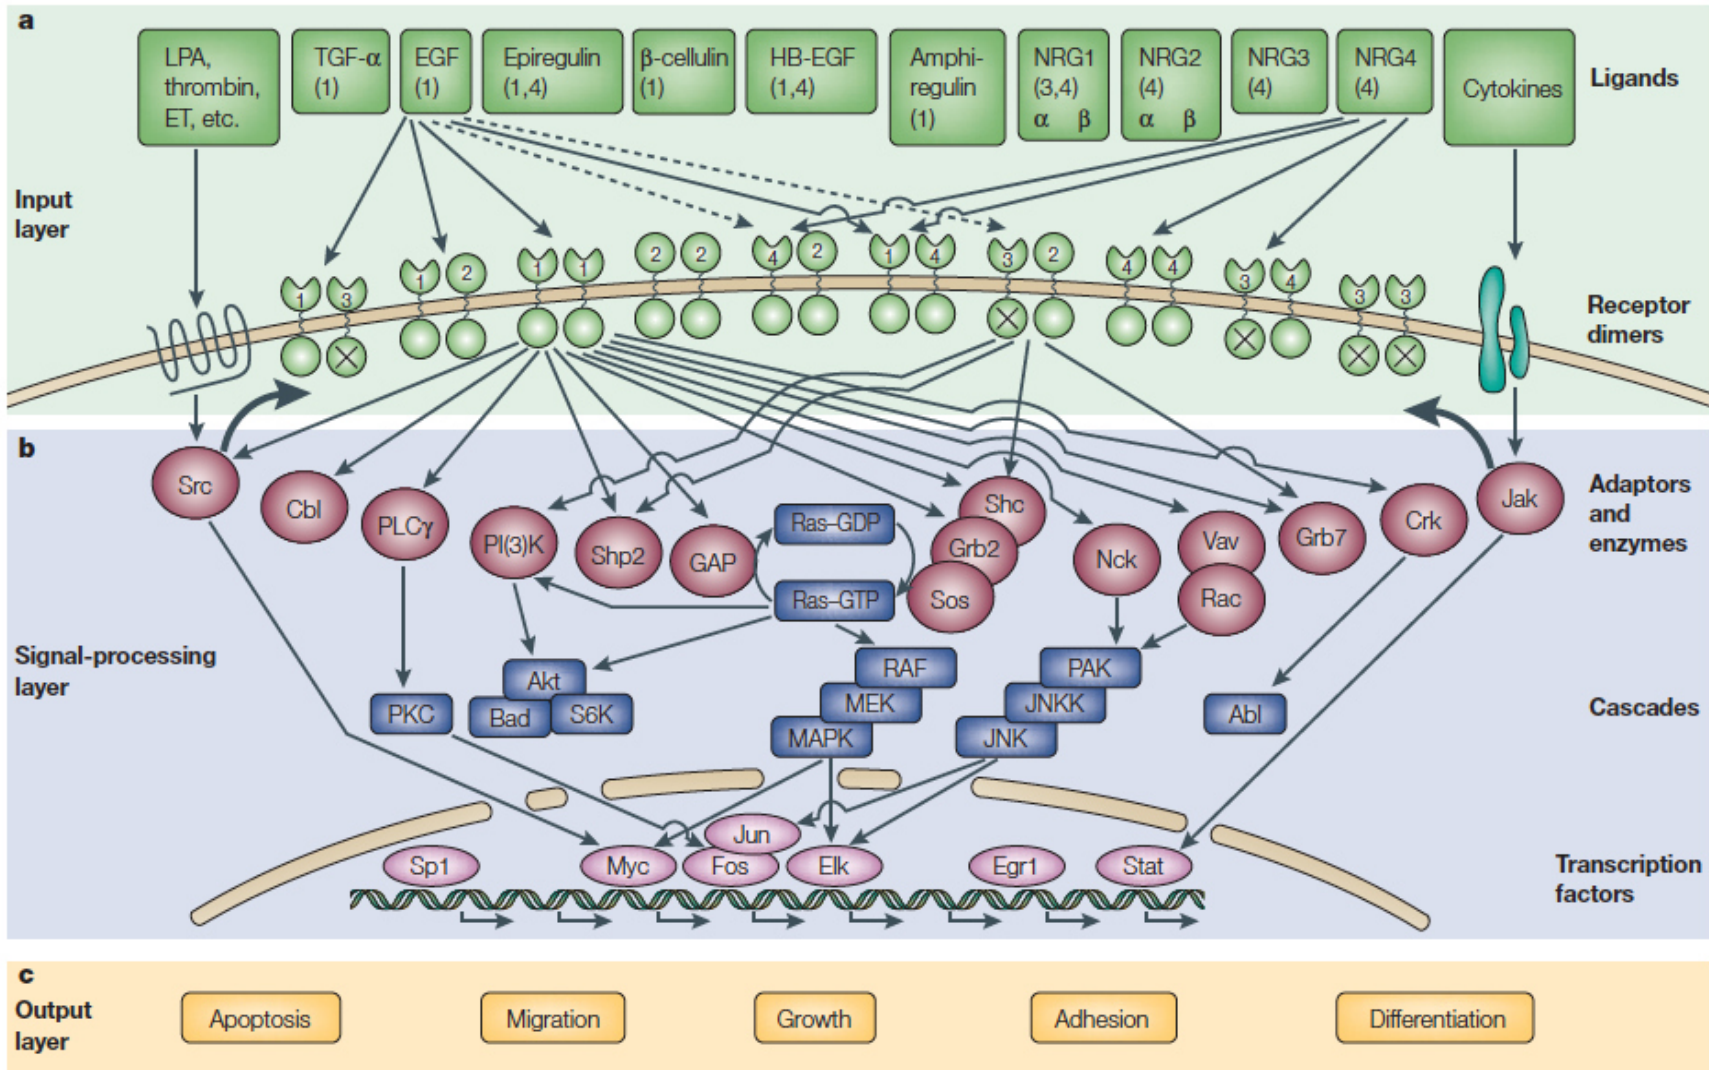 a
LPA,
thrombin,
ET, etc.
TGF-α
(1)
EGF
(1)
Epiregulin
(1,4)
β-cellulin
(1)
HB-EGF
(1,4)
Amphi-
regulin
(1)
NRG1
(3,4)
α β
NRG2
(4)
α β
NRG3
(4)
NRG4
(4)
Cytokines
Ligands
Input
layer
1 3
1 2
1 1
2 2
4 2
1 4
3 2
4 4
3 4
3 3
Receptor
dimers
b
Src
Cbl
PLCγ
PI(3)K
Shp2
GAP
Ras–GDP
Ras–GTP
Shc
Grb2
Sos
Nck
Vav
Rac
Grb7
Crk
Jak
Adaptors
and
enzymes
Signal-processing
layer
PKC
Akt
Bad
S6K
RAF
MEK
MAPK
PAK
JNKK
JNK
Abl
Cascades
Sp1
Myc
Jun
Fos
Elk
Egr1
Stat
Transcription
factors
c
Output
layer
Apoptosis
Migration
Growth
Adhesion
Differentiation